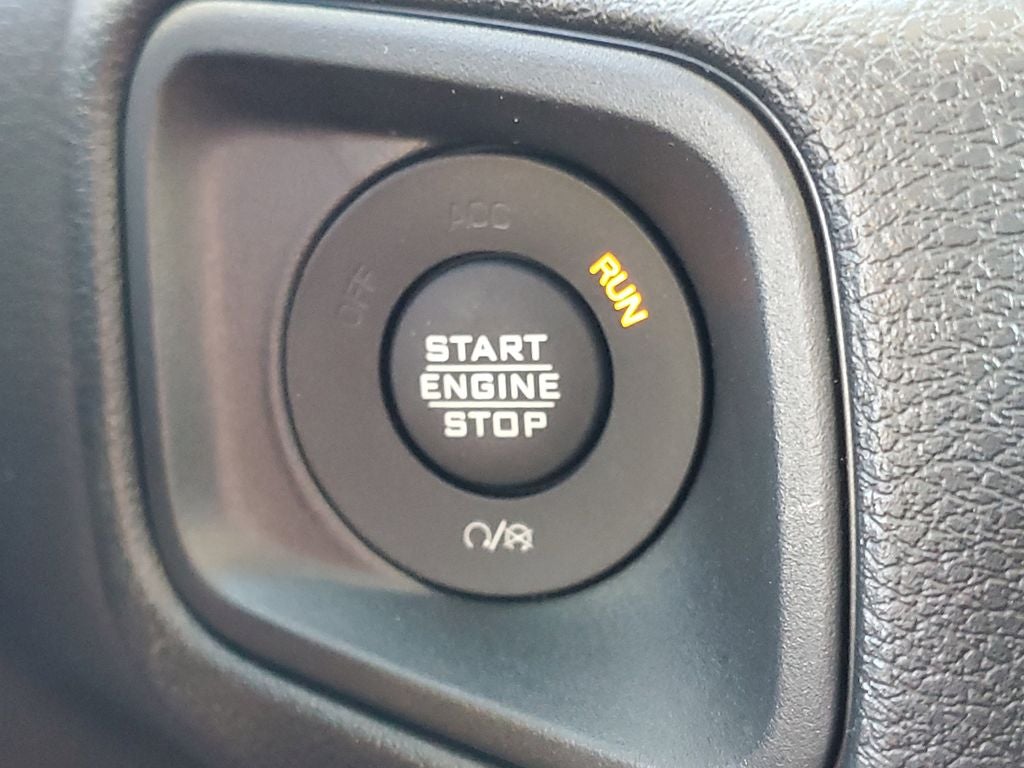 ACC
OFF
RUN
START
ENGINE
STOP